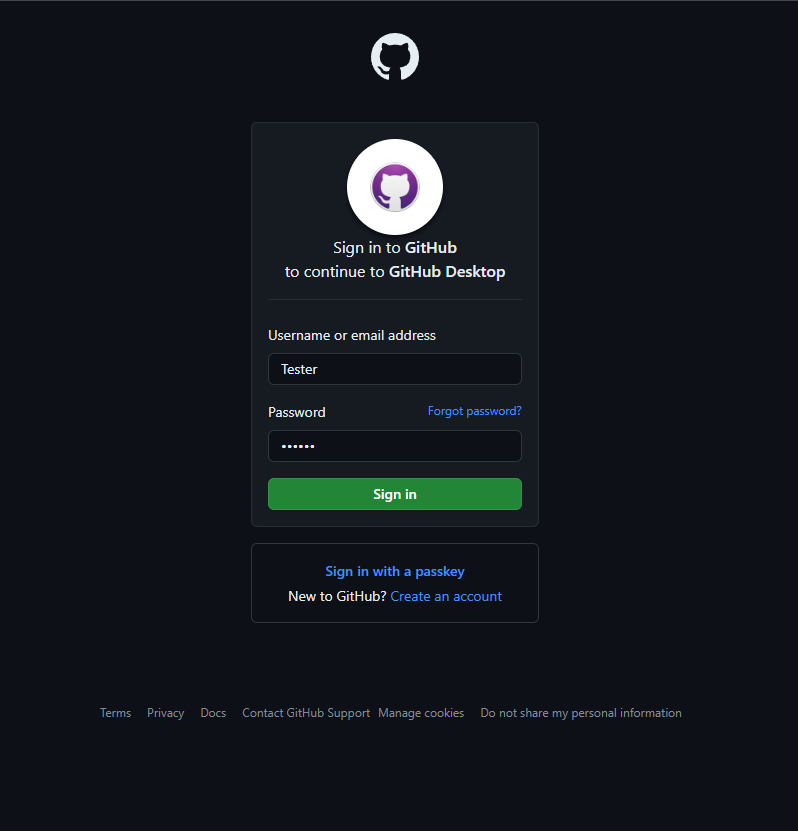 Sign in to GitHub
to continue to GitHub Desktop
Username or email address
Tester
Password Forgot password?
••••••
Sign in
Sign in with a passkey
New to GitHub? Create an account
Terms Privacy Docs Contact GitHub Support Manage cookies Do not share my personal information